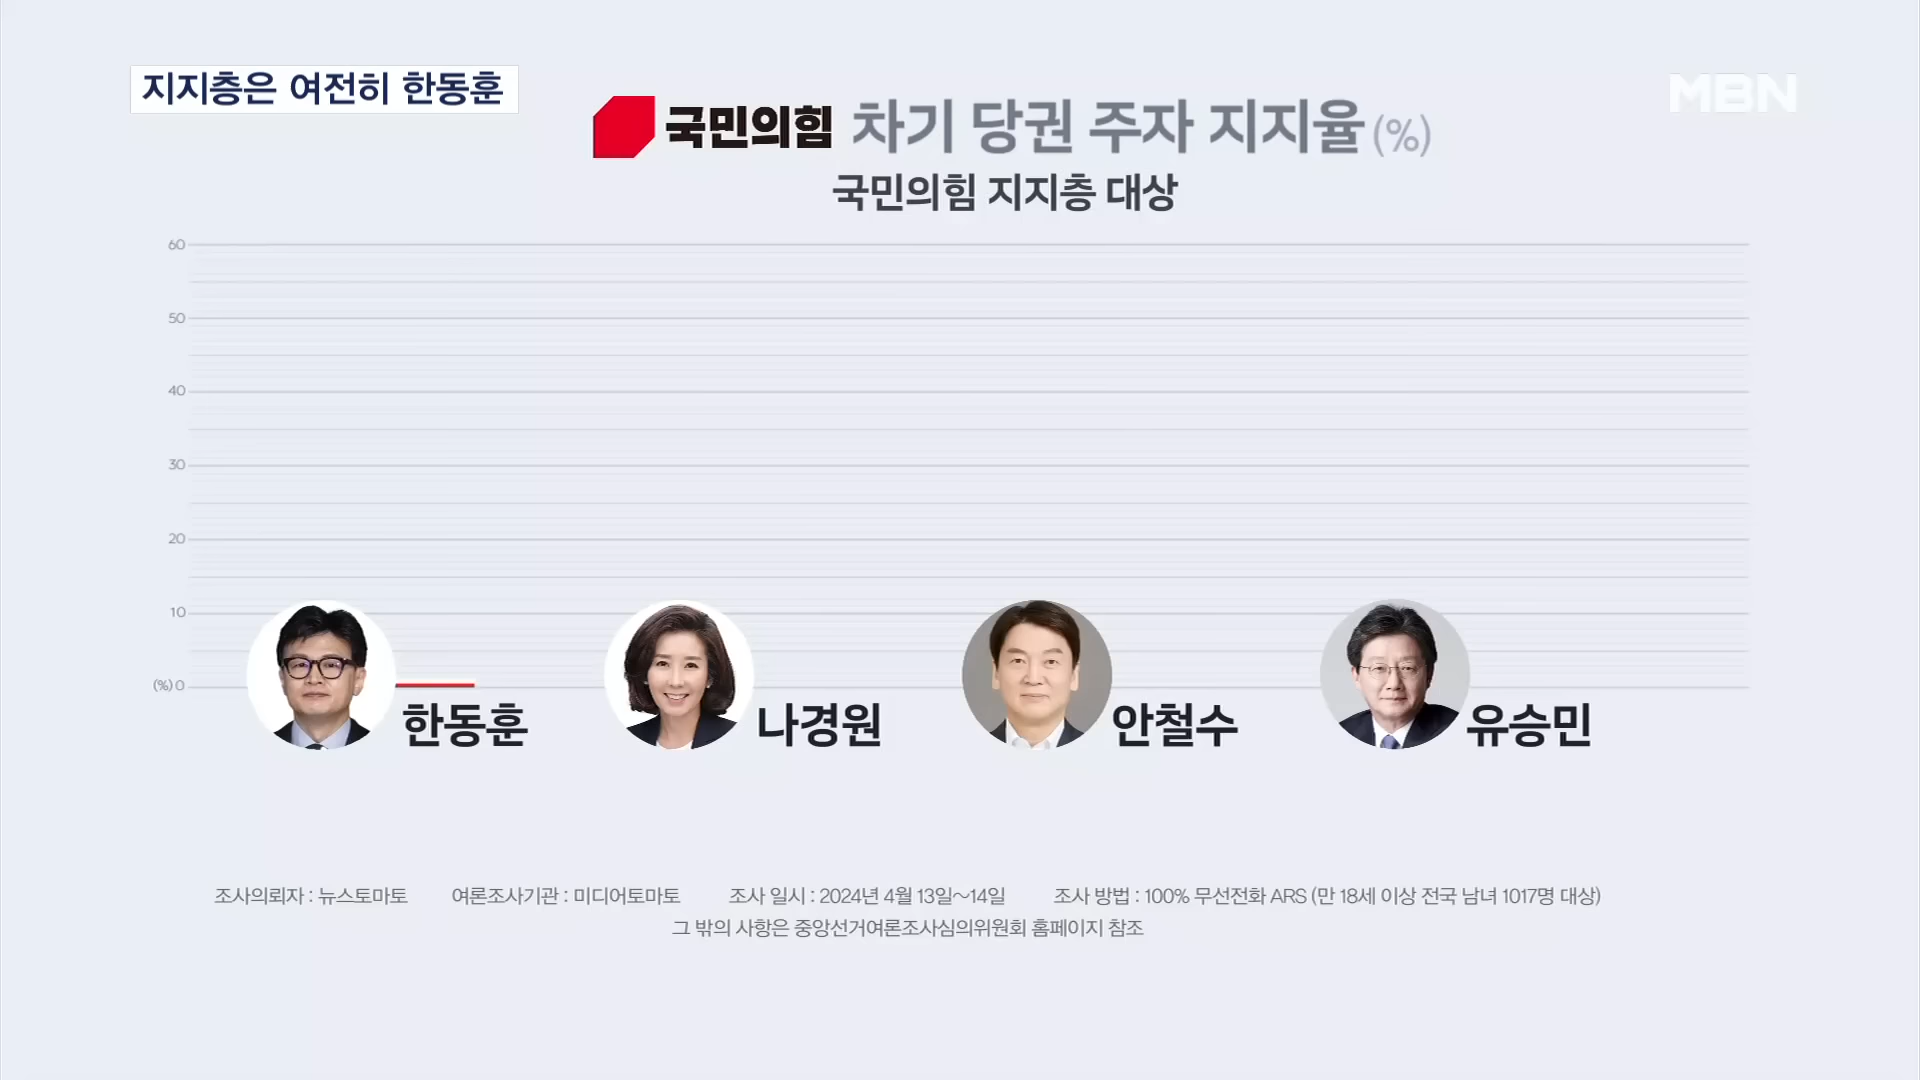 지지층은 여전히 한동훈
MBN
국민의힘 차기 당권 주자 지지율(%)
국민의힘 지지층 대상
60
50
40
30
20
10
(%) 0
한동훈 나경원 안철수 유승민
조사의뢰자 : 뉴스토마토 여론조사기관 : 미디어토마토 조사 일시 : 2024년 4월 13일~14일 조사 방법 : 100% 무선전화 ARS (만 18세 이상 전국 남녀 1017명 대상)
그 밖의 사항은 중앙선거여론조사심의위원회 홈페이지 참조